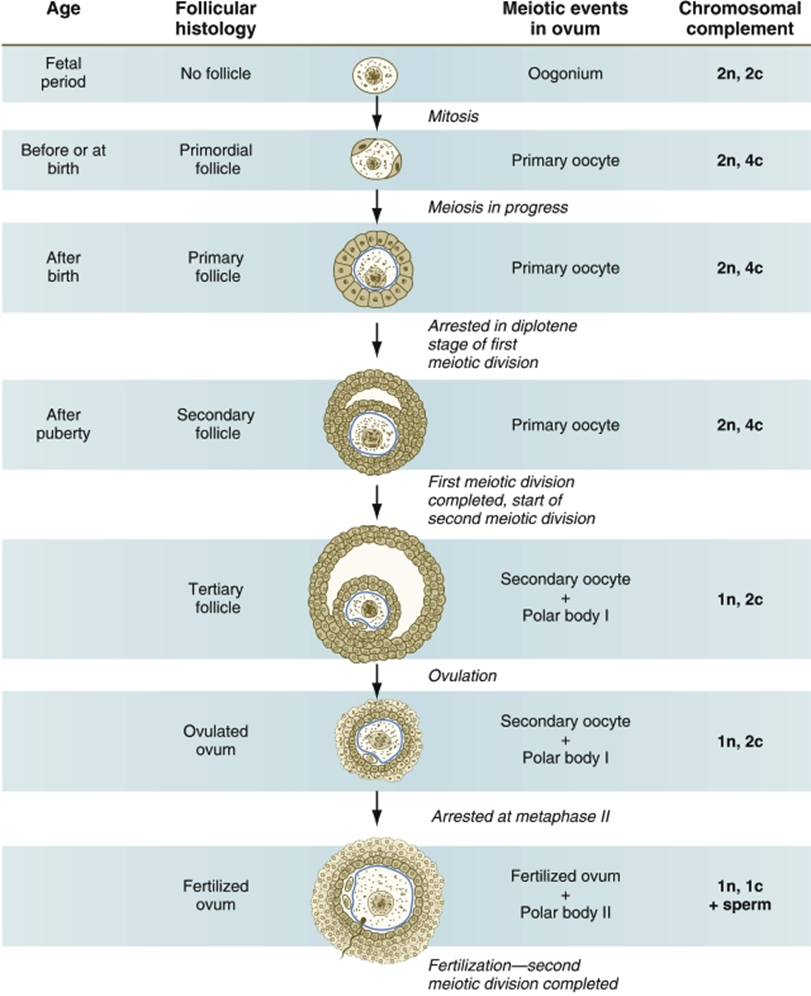 Age
Follicular
histology
Meiotic events
in ovum
Chromosomal
complement
Fetal
period
No follicle
Oogonium
2n, 2c
Mitosis
Before or at
birth
Primordial
follicle
Primary oocyte
2n, 4c
Meiosis in progress
After
birth
Primary
follicle
Primary oocyte
2n, 4c
Arrested in diplotene
stage of first
meiotic division
After
puberty
Secondary
follicle
Primary oocyte
2n, 4c
First meiotic division
completed, start of
second meiotic division
Tertiary
follicle
Secondary oocyte
+
Polar body I
1n, 2c
Ovulation
Ovulated
ovum
Secondary oocyte
+
Polar body I
1n, 2c
Arrested at metaphase II
Fertilized
ovum
Fertilized ovum
+
Polar body II
1n, 1c
+ sperm
Fertilization—second
meiotic division completed